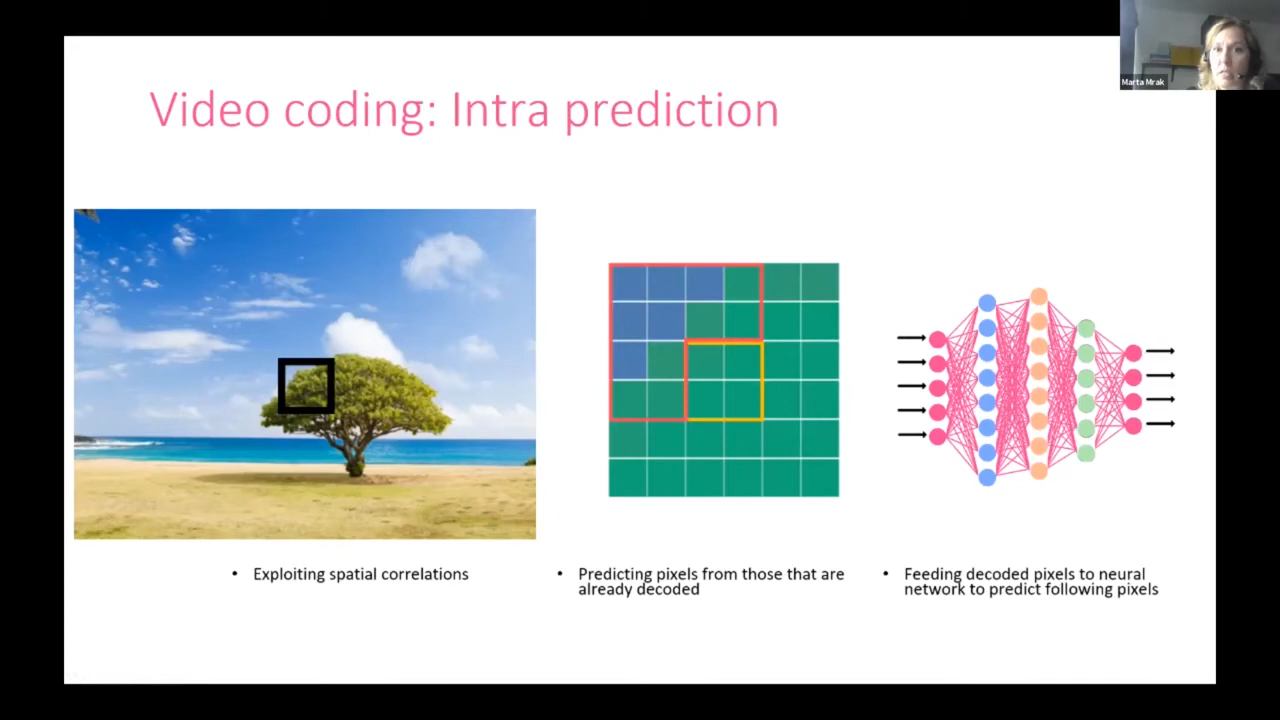 Marta Mrak
Video coding: Intra prediction
• Exploiting spatial correlations
• Predicting pixels from those that are
already decoded
• Feeding decoded pixels to neural
network to predict following pixels